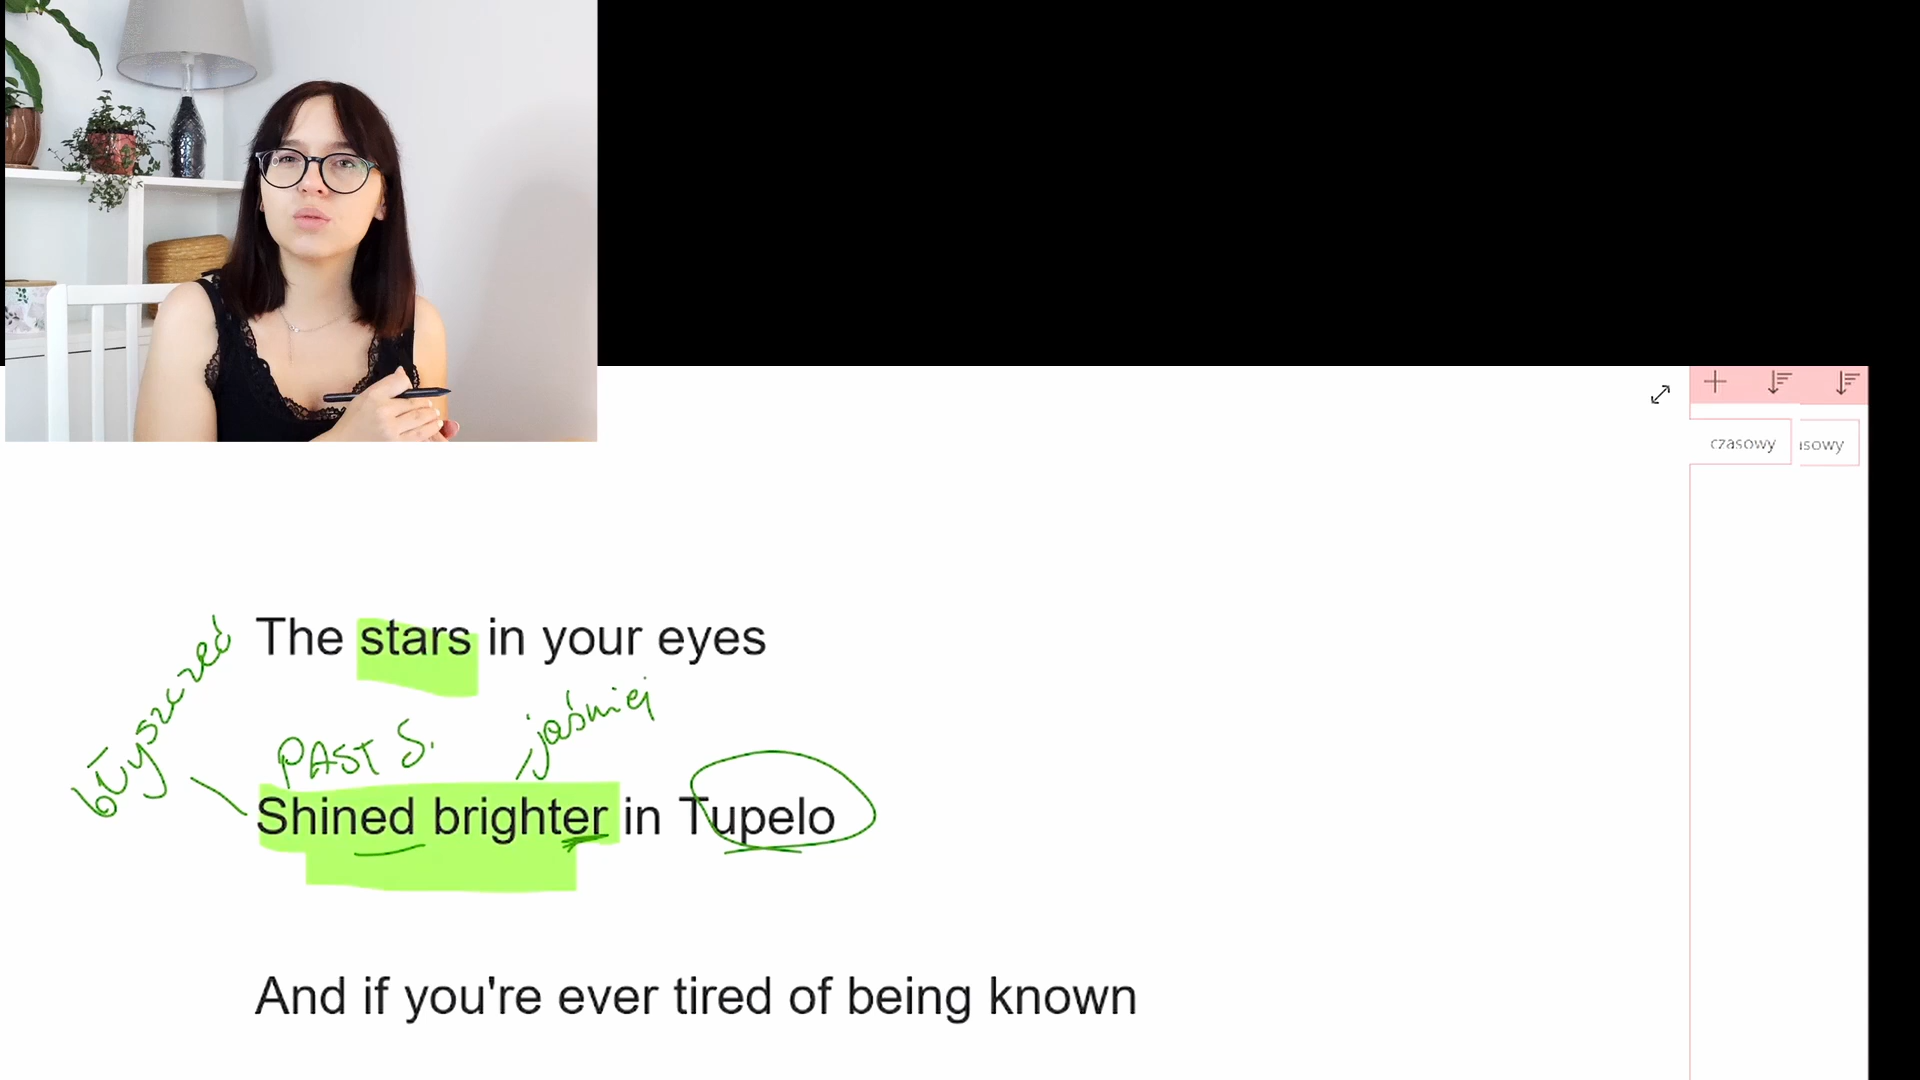 czasowy
asowy
błyszczeć
The stars in your eyes
PAST S.
jaśniej
Shined brighter in Tupelo
And if you're ever tired of being known